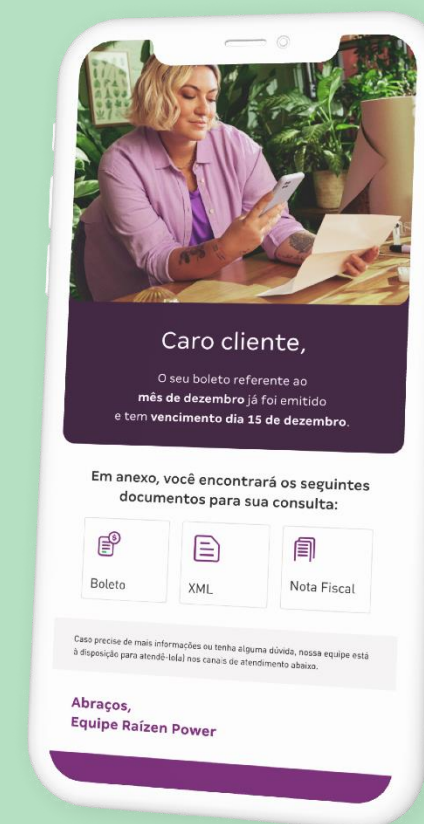 Caro cliente,
O seu boleto referente ao
mês de dezembro já foi emitido
e tem vencimento dia 15 de dezembro.
Em anexo, você encontrará os seguintes
documentos para sua consulta:
Boleto
XML
Nota Fiscal
Caso precise de mais informações ou tenha alguma dúvida, nossa equipe está
à disposição para atendê-lo(a) nos canais de atendimento abaixo.
Abraços,
Equipe Raízen Power